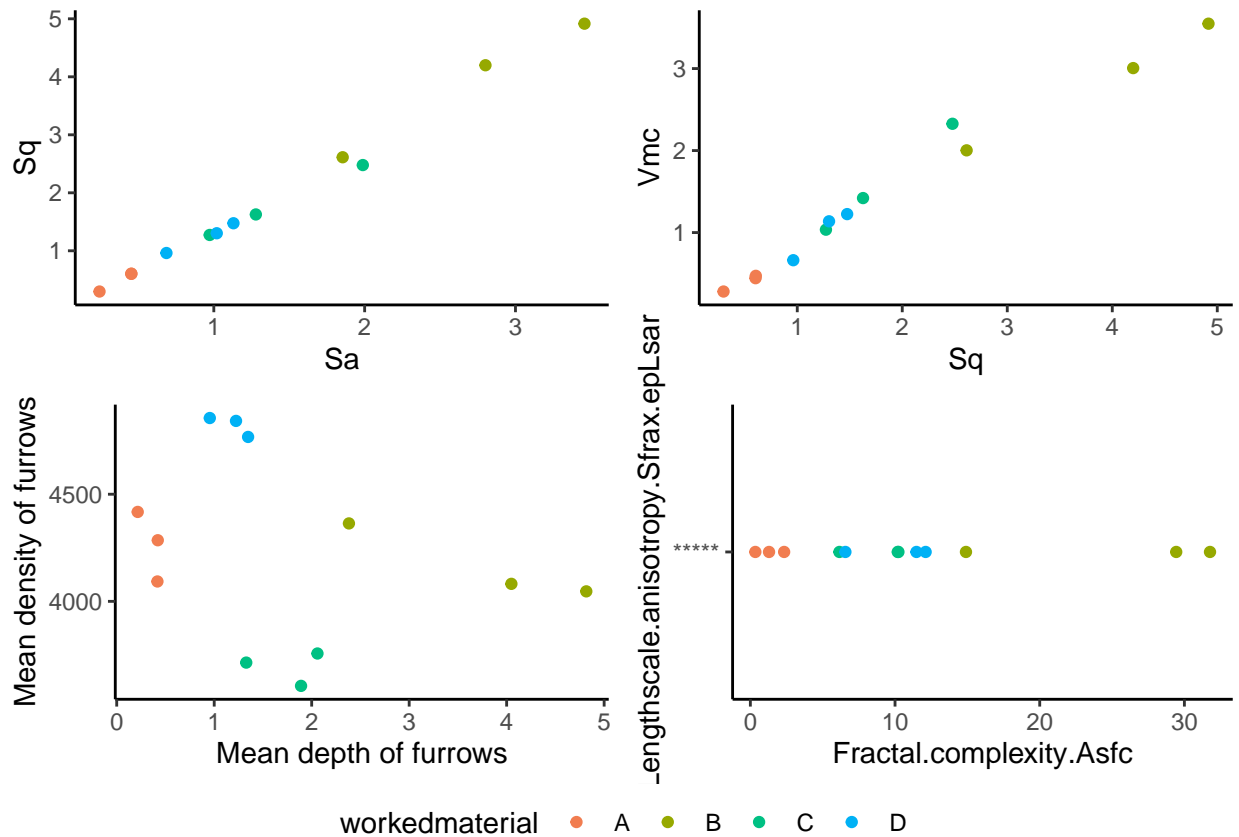 Sq
5
4
3
2
1
1 2 3
Sa
Vmc
3
2
1
1 2 3 4 5
Sq
Mean density of furrows
4500
4000
0 1 2 3 4 5
Mean depth of furrows
engthscale.anisotropy.Sfrax.epLsar
*****
0 10 20 30
Fractal.complexity.Asfc
workedmaterial A B C D